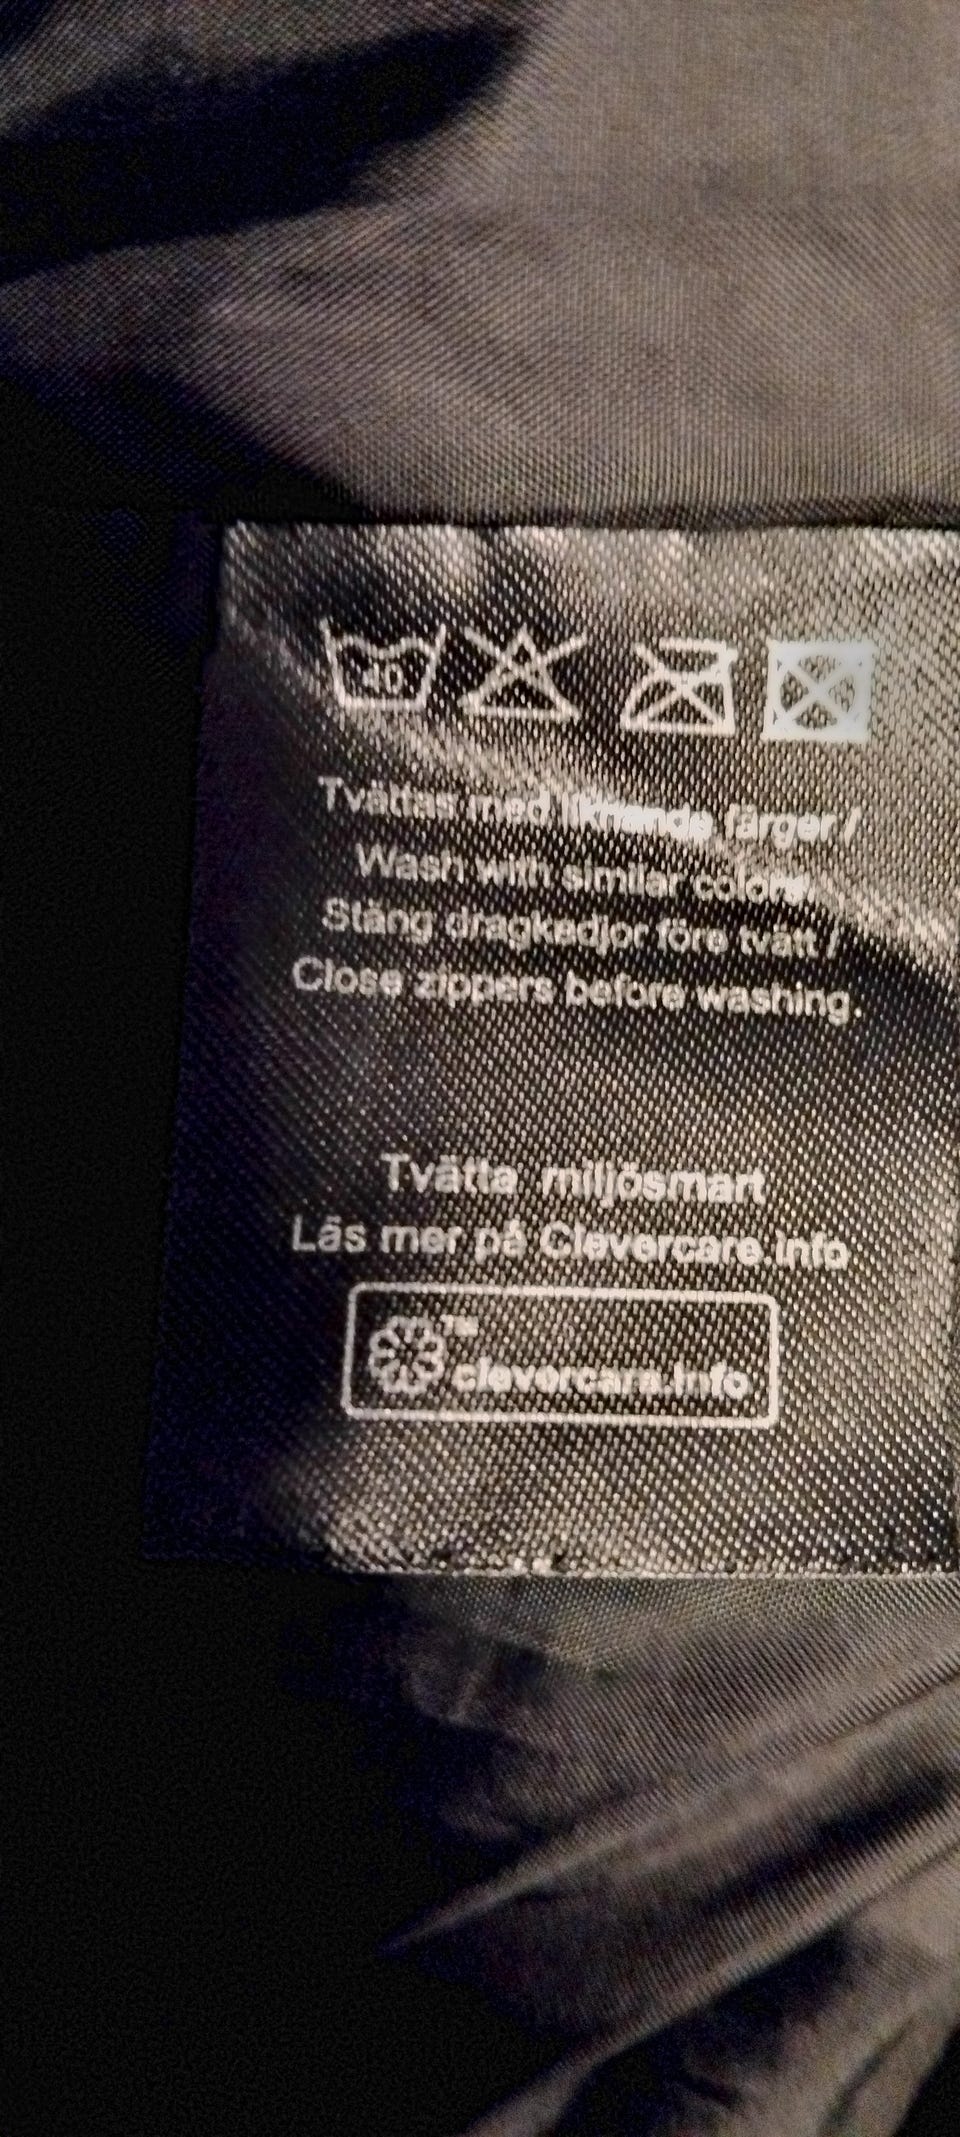 40
Tvättas med liknande färger /
Wash with similar colors.
Stäng dragkedjor före tvätt /
Close zippers before washing.
Tvätta miljösmart
Läs mer på Clevercare.info
TM
clevercare.info